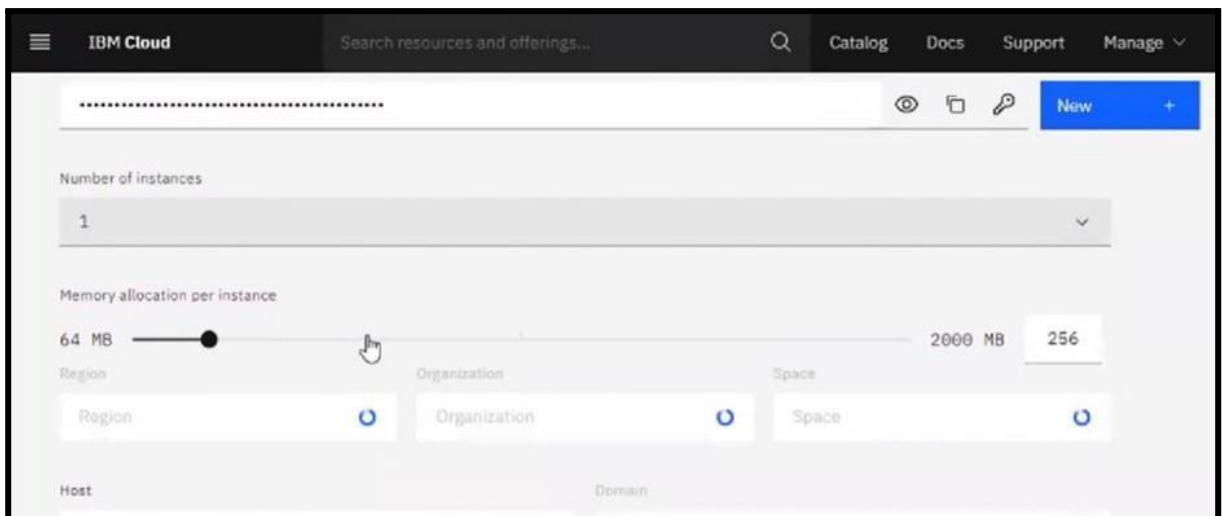 IBM Cloud Search resources and offerings... Catalog Docs Support Manage
New +
Number of instances
1
Memory allocation per instance
64 MB 2000 MB 256
Region Organization Space
Region Organization Space
Host Domain